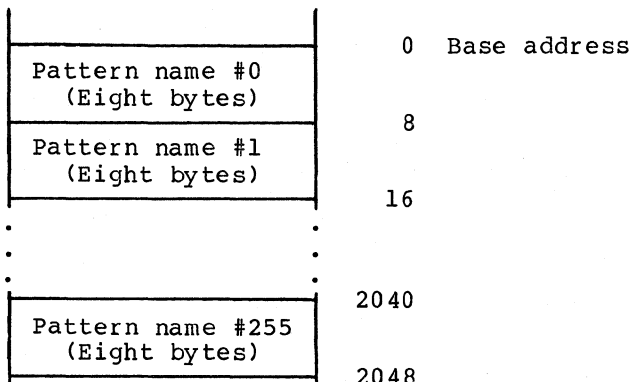 0 Base address
Pattern name #0
(Eight bytes)
8
Pattern name #1
(Eight bytes)
16
2040
Pattern name #255
(Eight bytes)
2048